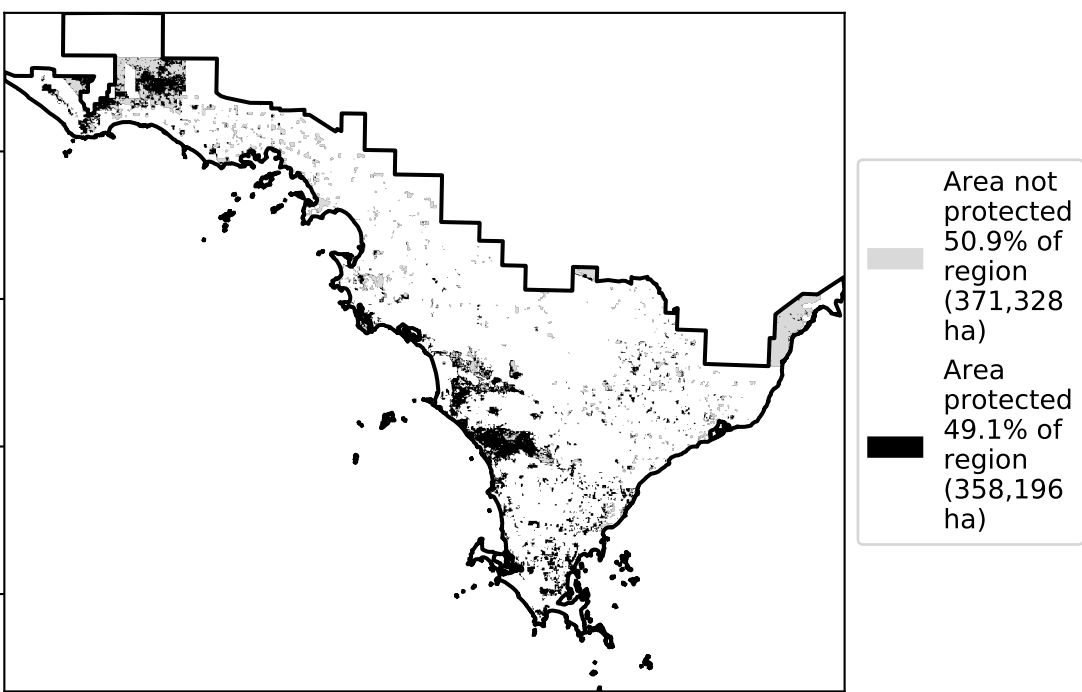 Area not
protected
50.9% of
region
(371,328
ha)
Area
protected
49.1% of
region
(358,196
ha)